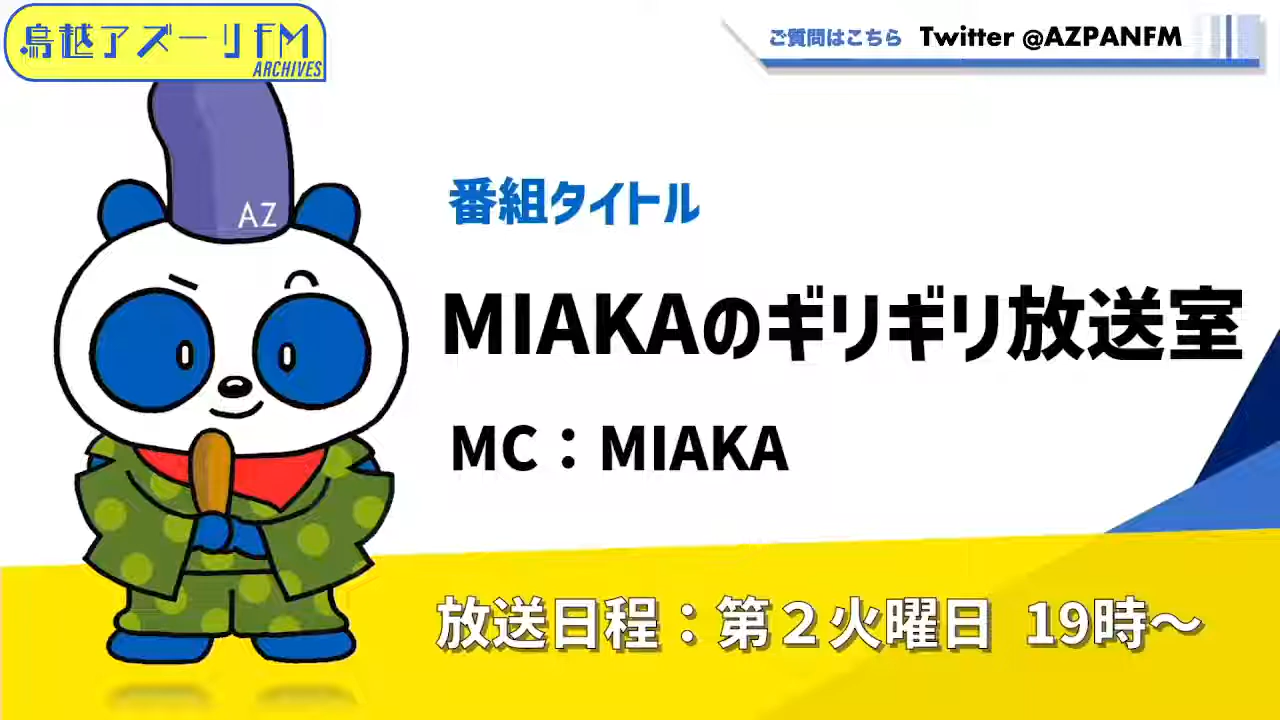 鳥越アズーリFM
ARCHIVES
ご質問はこちら Twitter @AZPANFM
AZ
番組タイトル
MIAKAのギリギリ放送室
MC：MIAKA
放送日程：第２火曜日 19時～